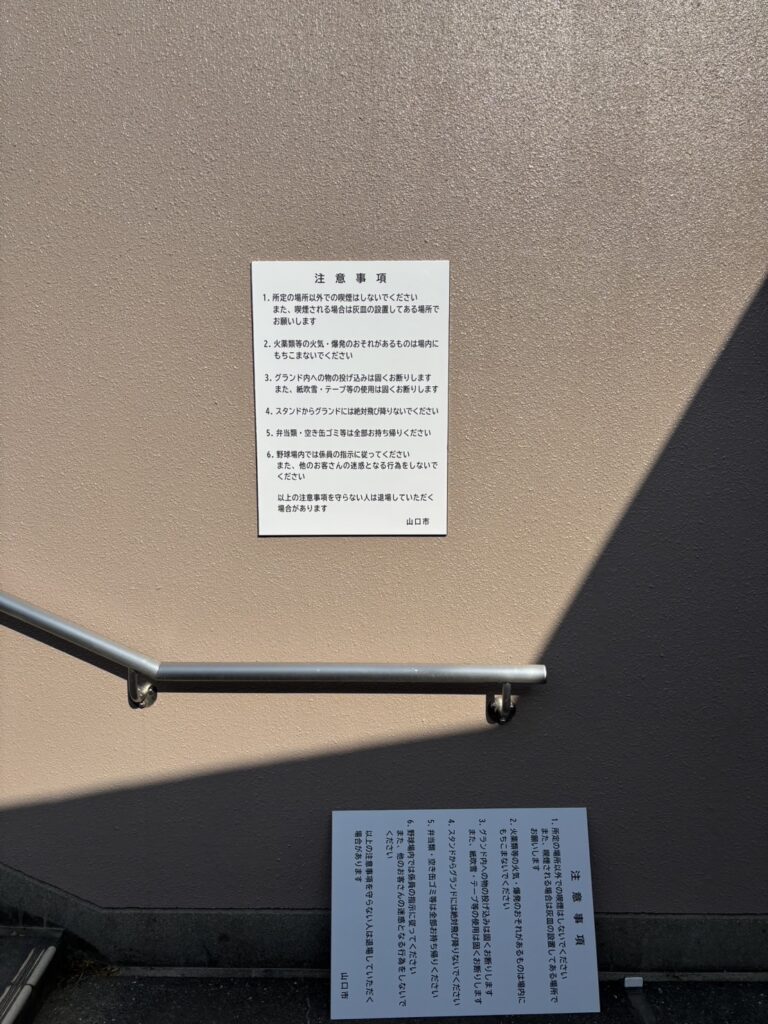 注意事項
1. 所定の場所以外での喫煙はしないでください
また、喫煙される場合は灰皿の設置してある場所で
お願いします
2. 火薬類等の火気・爆発のおそれがあるものは場内に
もちこまないでください
3. グランド内への物の投げ込みは固くお断りします
また、紙吹雪・テープ等の使用は固くお断りします
4. スタンドからグランドには絶対飛び降りないでください
5. 弁当類・空き缶ゴミ等は全部お持ち帰りください
6. 野球場内では係員の指示に従ってください
また、他のお客さんの迷惑となる行為をしないで
ください
以上の注意事項を守らない人は退場していただく
場合があります
山口市
注意事項
1. 所定の場所以外での喫煙はしないでください
また、喫煙される場合は灰皿の設置してある場所で
お願いします
2. 火薬類等の火気・爆発のおそれがあるものは場内に
もちこまないでください
3. グランド内への物の投げ込みは固くお断りします
また、紙吹雪・テープ等の使用は固くお断りします
4. スタンドからグランドには絶対飛び降りないでください
5. 弁当類・空き缶ゴミ等は全部お持ち帰りください
6. 野球場内では係員の指示に従ってください
また、他のお客さんの迷惑となる行為をしないで
ください
以上の注意事項を守らない人は退場していただく
場合があります
山口市